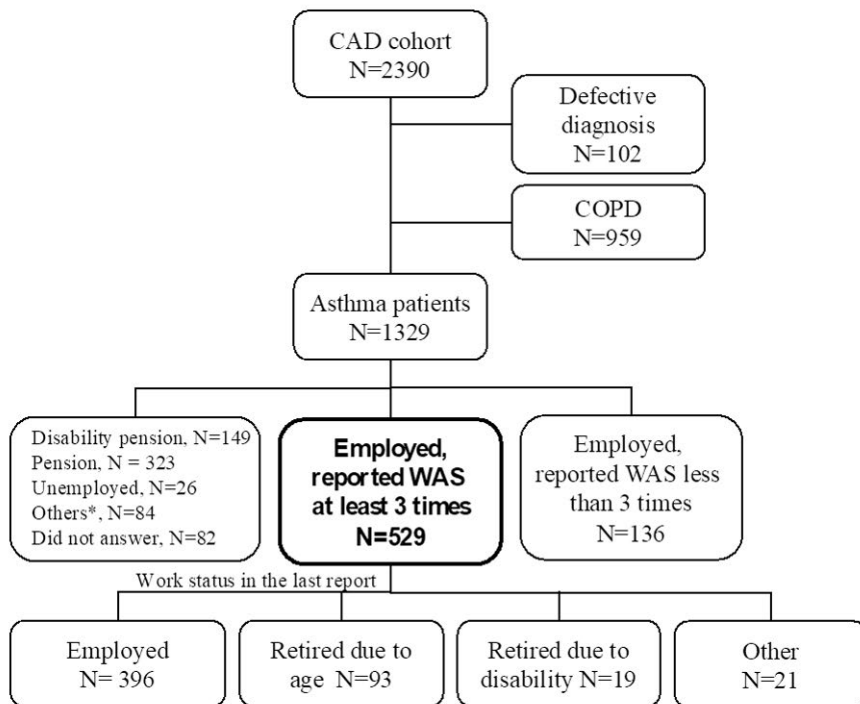 CAD cohort
N=2390
Defective
diagnosis
N=102
COPD
N=959
Asthma patients
N=1329
Disability pension, N=149
Pension, N = 323
Unemployed, N=26
Others*, N=84
Did not answer, N=82
Employed,
reported WAS
at least 3 times
N=529
Employed,
reported WAS less
than 3 times
N=136
Work status in the last report
Employed
N= 396
Retired due to
age N=93
Retired due to
disability N=19
Other
N=21